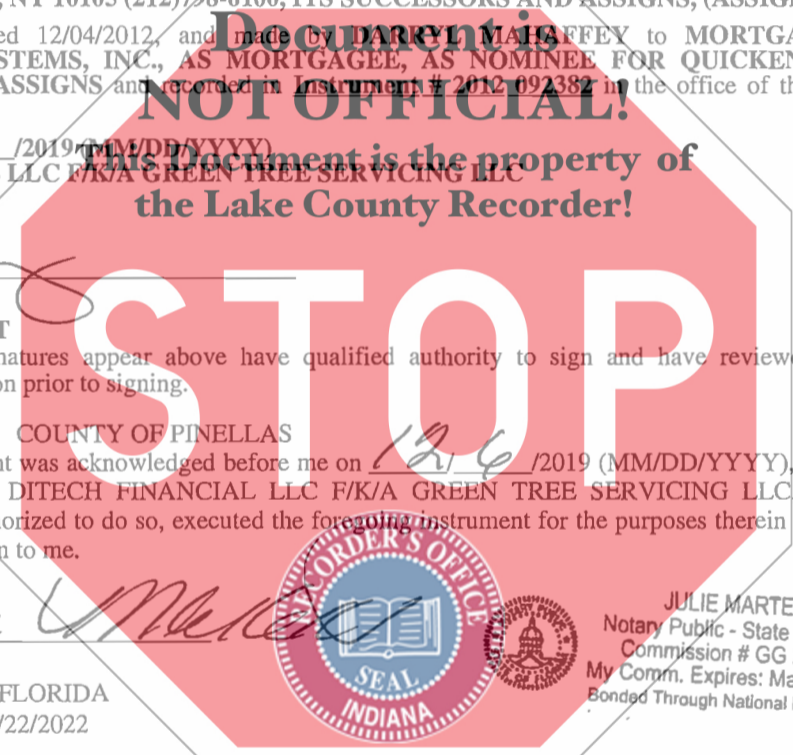 , NY 10103 (212)798-6100, ITS SUCCESSORS AND ASSIGNS, (ASSIG
ed 12/04/2012, and made by DARRYL MAHAFFEY to MORTGA
STEMS, INC., AS MORTGAGEE, AS NOMINEE FOR QUICKEN
ASSIGNS and recorded in Instrument # 2012 092382 in the office of th
Document is
NOT OFFICIAL!
This Document is the property of
the Lake County Recorder!
/2019 (MM/DD/YYYY)
LLC F/K/A GREEN TREE SERVICING LLC
STOP
T
natures appear above have qualified authority to sign and have reviewe
on prior to signing.
COUNTY OF PINELLAS
nt was acknowledged before me on 12/ 6 /2019 (MM/DD/YYYY),
DITECH FINANCIAL LLC F/K/A GREEN TREE SERVICING LLC
orized to do so, executed the foregoing instrument for the purposes therein
n to me.
RECORDER'S OFFICE
SEAL
INDIANA
JULIE MARTE
Notary Public - State
Commission # GG
My Comm. Expires: Ma
Bonded Through National
FLORIDA
/22/2022